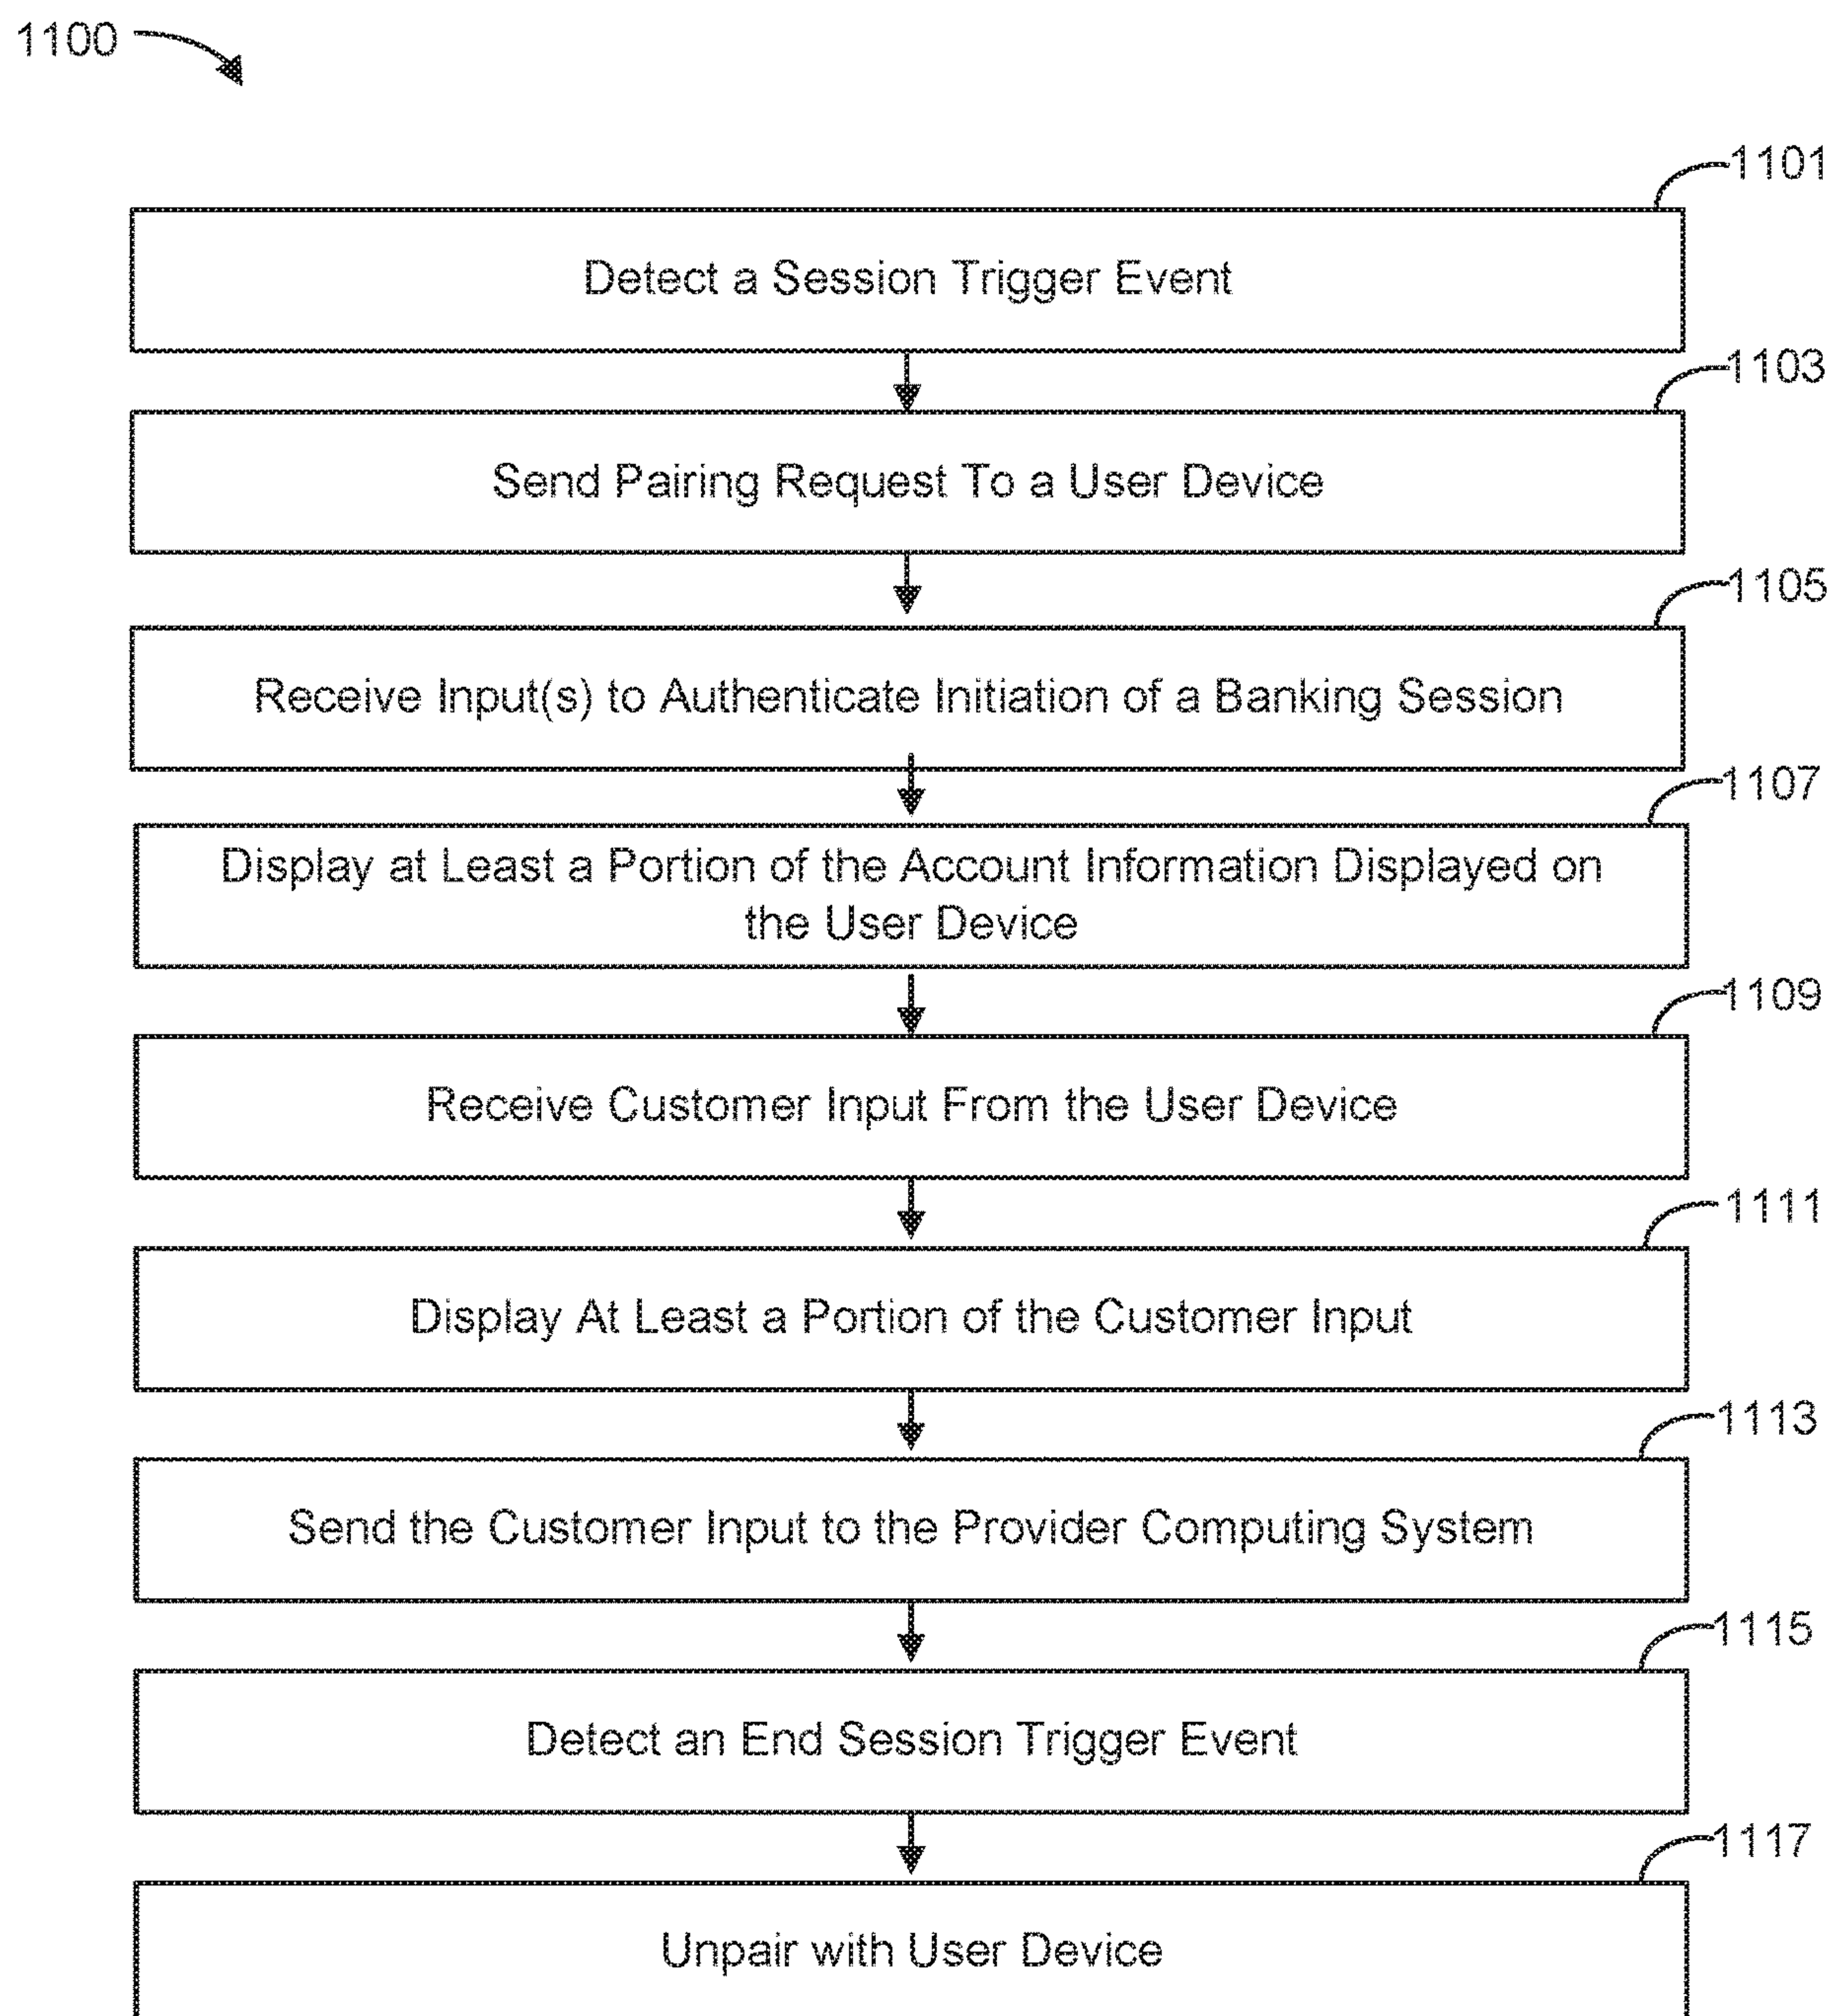 1100
1101
Detect a Session Trigger Event
1103
Send Pairing Request To a User Device
1105
Receive Input(s) to Authenticate Initiation of a Banking Session
1107
Display at Least a Portion of the Account Information Displayed on
the User Device
1109
Receive Customer Input From the User Device
1111
Display At Least a Portion of the Customer Input
1113
Send the Customer Input to the Provider Computing System
1115
Detect an End Session Trigger Event
1117
Unpair with User Device